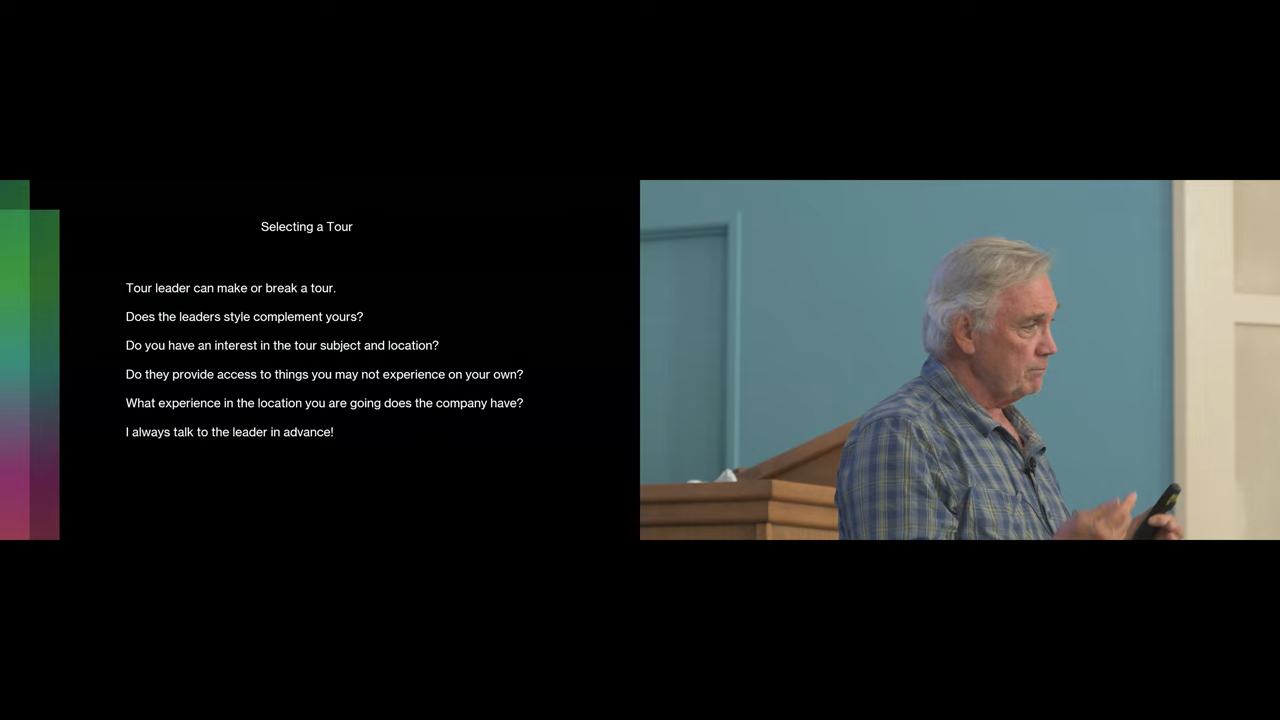 Selecting a Tour
Tour leader can make or break a tour.
Does the leaders style complement yours?
Do you have an interest in the tour subject and location?
Do they provide access to things you may not experience on your own?
What experience in the location you are going does the company have?
I always talk to the leader in advance!